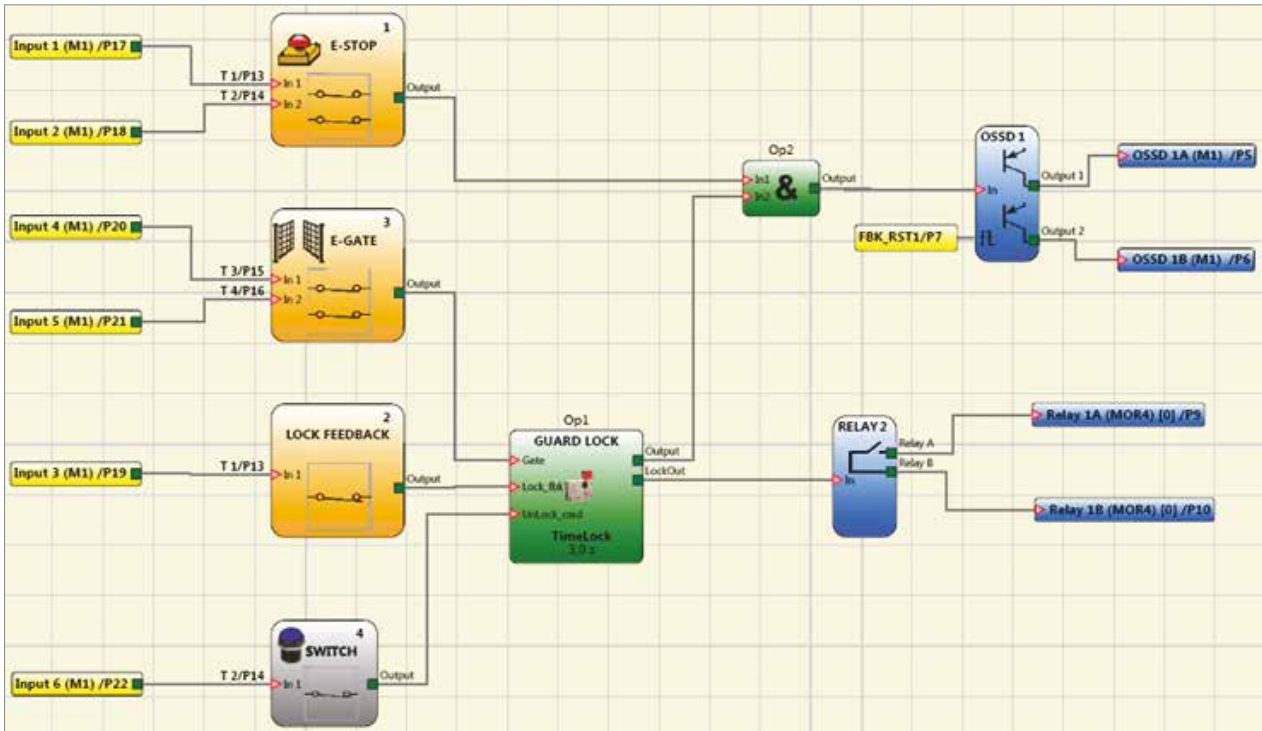 Input 1 (M1) /P17
Input 2 (M1) /P18
T 1/P13
T 2/P14
1
E-STOP
In 1
In 2
Output
Input 4 (M1) /P20
Input 5 (M1) /P21
T 3/P15
T 4/P16
3
E-GATE
In 1
In 2
Output
Input 3 (M1) /P19
T 1/P13
2
LOCK FEEDBACK
In 1
Output
Input 6 (M1) /P22
T 2/P14
4
SWITCH
In 1
Output
Op1
GUARD LOCK
Gate
Lock_fbk
UnLock_cmd
Output
LockOut
TimeLock
3,0 s
Op2
In1
In2
&
Output
OSSD 1
In
Output 1
Output 2
FBK_RST1/P7
OSSD 1A (M1) /P5
OSSD 1B (M1) /P6
RELAY 2
In
Relay A
Relay B
Relay 1A (MOR4) [0] /P9
Relay 1B (MOR4) [0] /P10